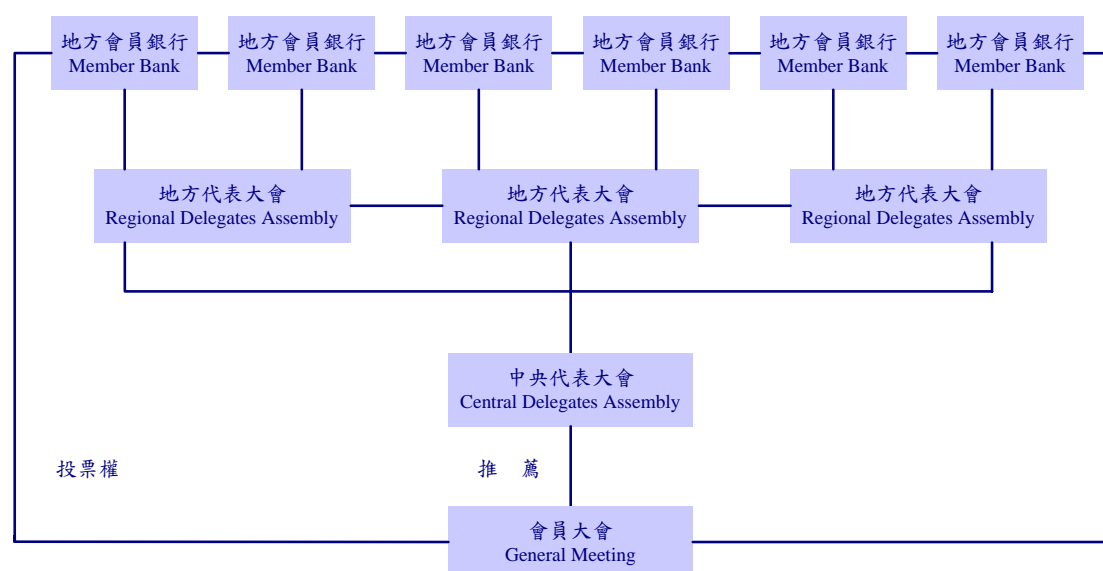 地方會員銀行
Member Bank
地方會員銀行
Member Bank
地方會員銀行
Member Bank
地方會員銀行
Member Bank
地方會員銀行
Member Bank
地方會員銀行
Member Bank
地方代表大會
Regional Delegates Assembly
地方代表大會
Regional Delegates Assembly
地方代表大會
Regional Delegates Assembly
中央代表大會
Central Delegates Assembly
投票權
推 薦
會員大會
General Meeting